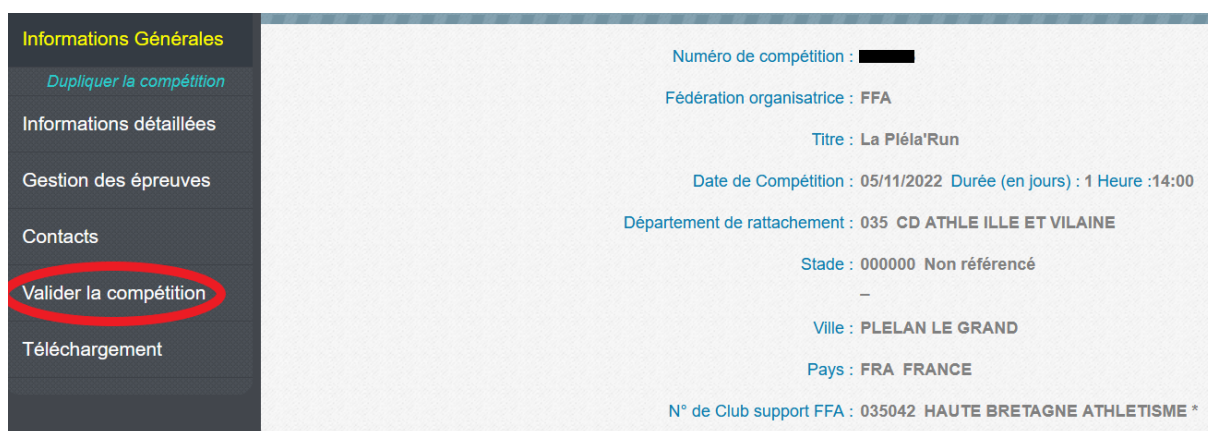 Informations Générales
Dupliquer la compétition
Informations détaillées
Gestion des épreuves
Contacts
Valider la compétition
Téléchargement
Numéro de compétition :
Fédération organisatrice : FFA
Titre : La Pléla'Run
Date de Compétition : 05/11/2022 Durée (en jours) : 1 Heure :14:00
Département de rattachement : 035 CD ATHLE ILLE ET VILAINE
Stade : 000000 Non référencé
–
Ville : PLELAN LE GRAND
Pays : FRA FRANCE
N° de Club support FFA : 035042 HAUTE BRETAGNE ATHLETISME *